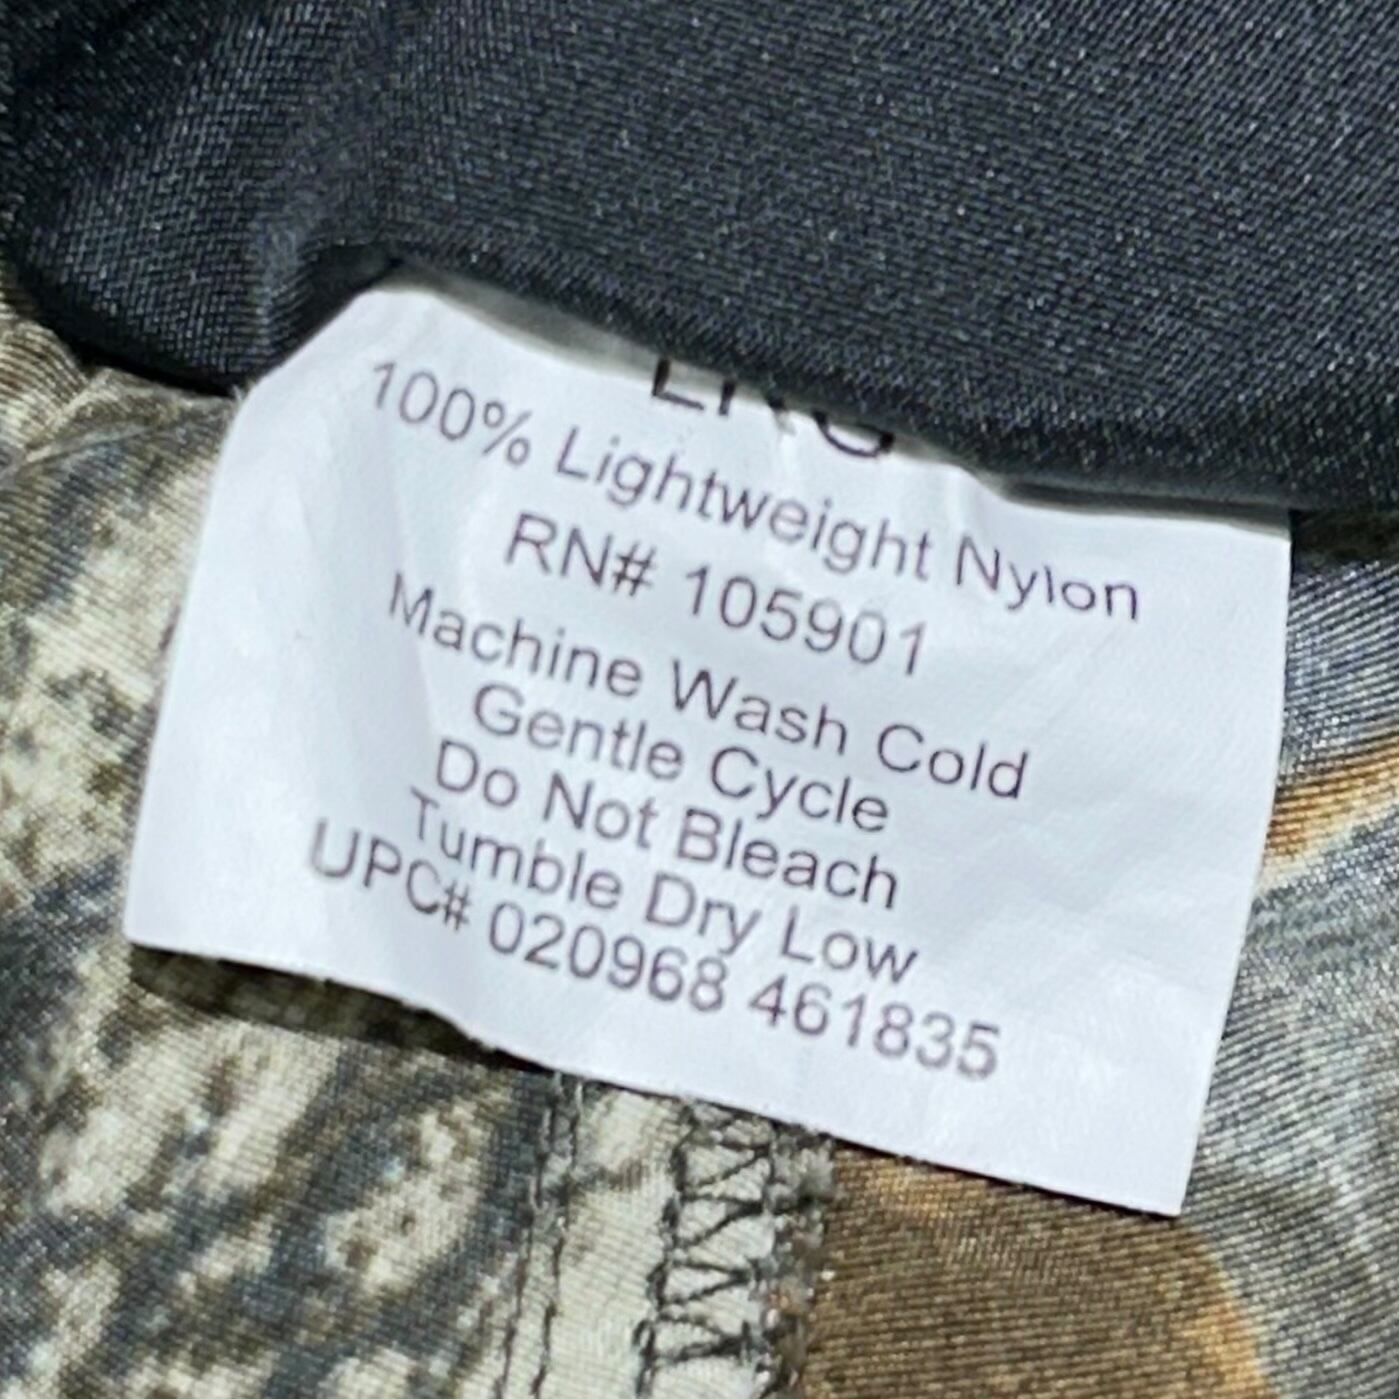 100% Lightweight Nylon
RN# 105901
Machine Wash Cold
Gentle Cycle
Do Not Bleach
Tumble Dry Low
UPC# 020968 461835